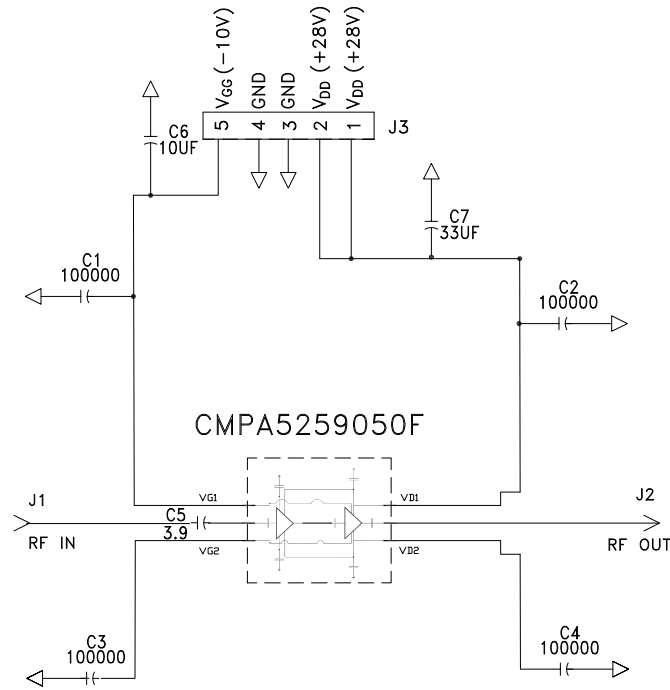 VGG (-10V)
GND
GND
VDD (+28V)
VDD (+28V)
5 4 3 2 1
J3
C6
10UF
C7
33UF
C1
100000
C2
100000
CMPA5259050F
J1
RF IN
VG1
C5
3.9
VG2
VD1
VD2
J2
RF OUT
C3
100000
C4
100000